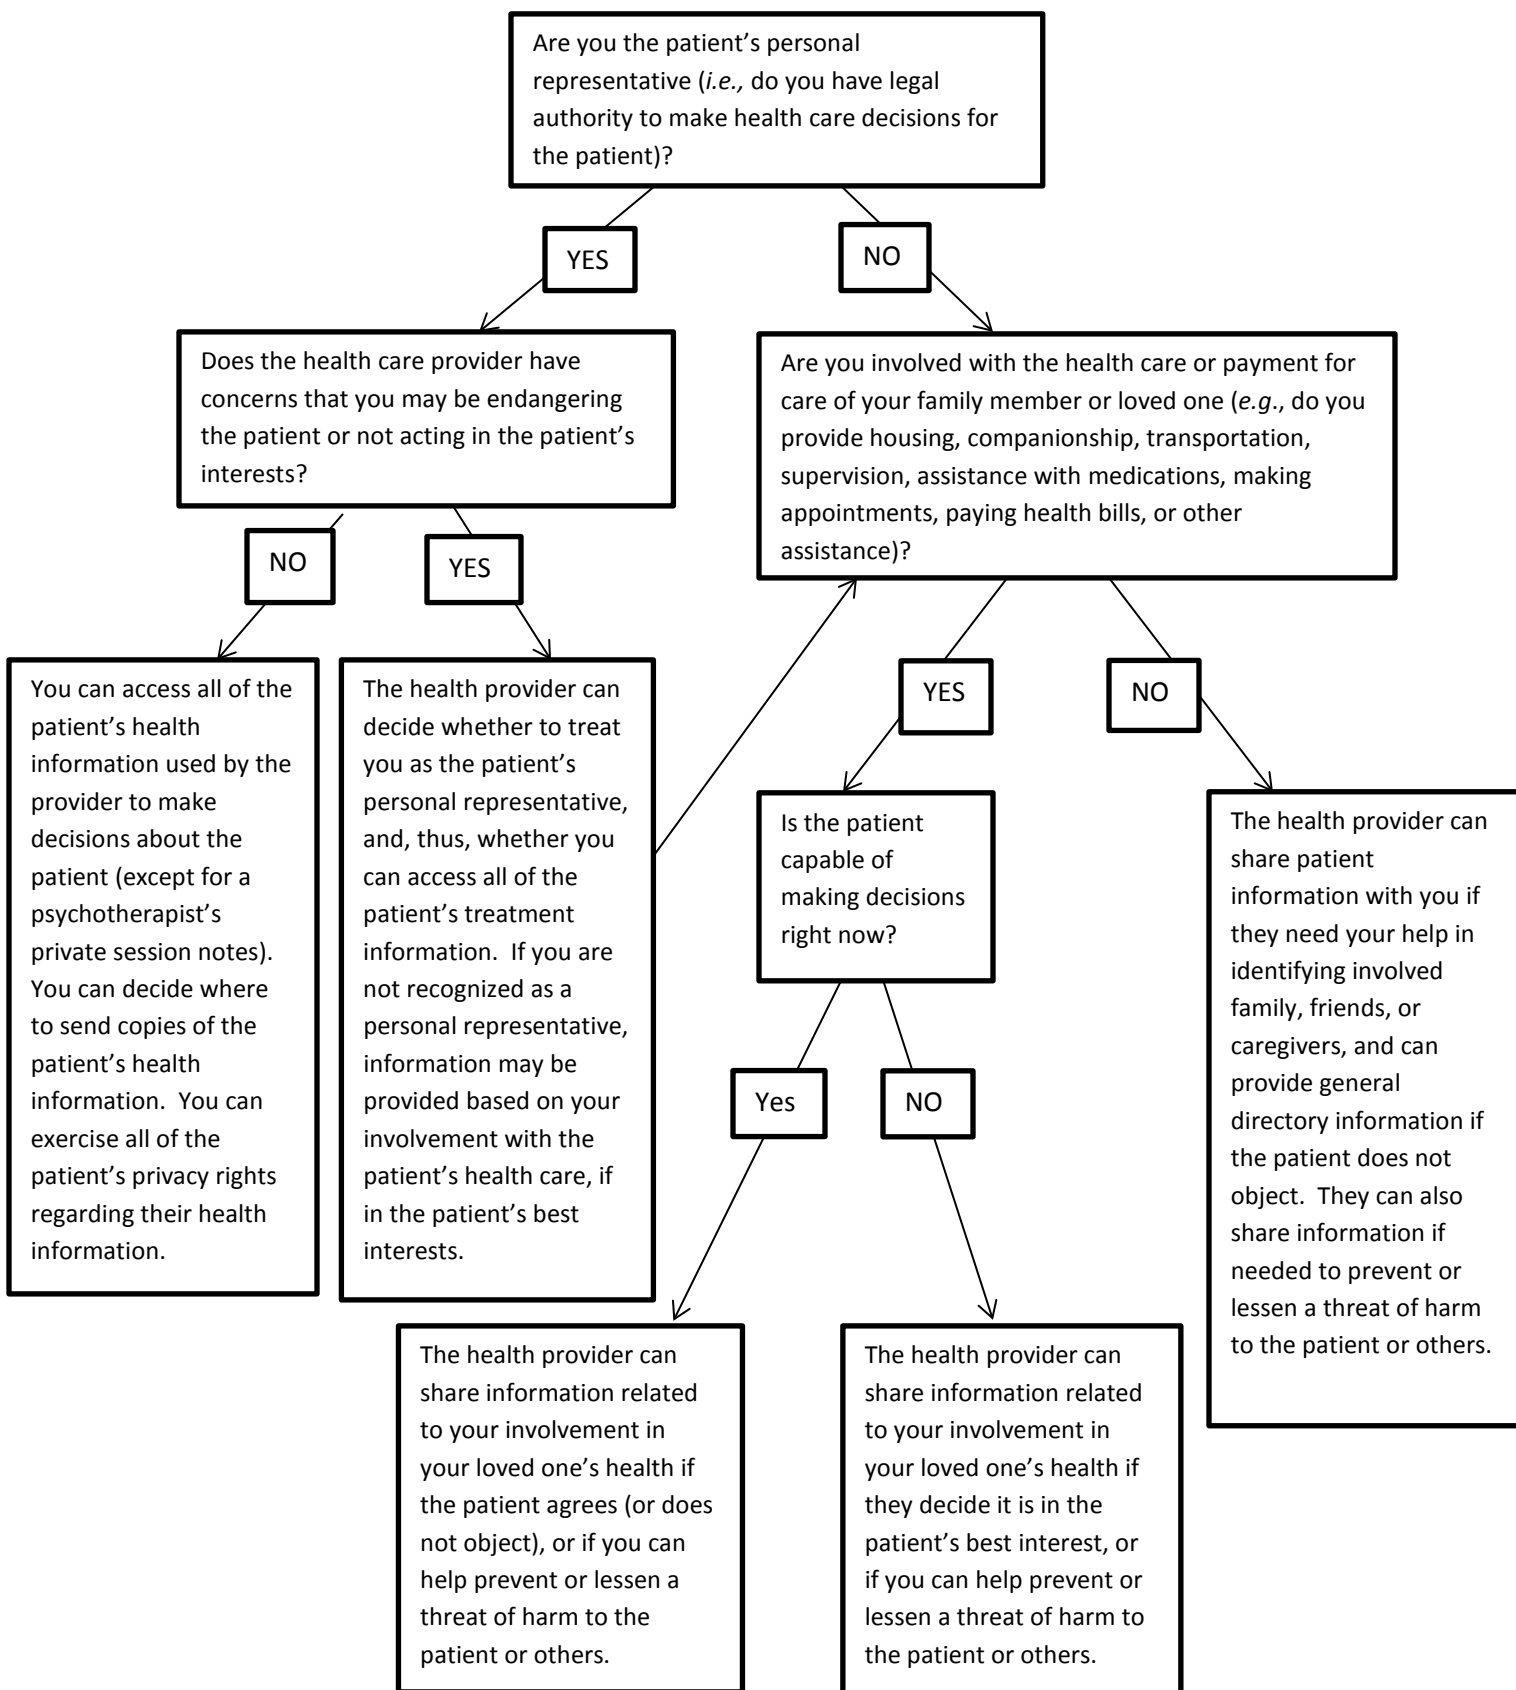 Are you the patient’s personal
representative (i.e., do you have legal
authority to make health care decisions for
the patient)?
YES
NO
Does the health care provider have
concerns that you may be endangering
the patient or not acting in the patient’s
interests?
Are you involved with the health care or payment for
care of your family member or loved one (e.g., do you
provide housing, companionship, transportation,
supervision, assistance with medications, making
appointments, paying health bills, or other
assistance)?
NO
YES
YES
NO
You can access all of the
patient’s health
information used by the
provider to make
decisions about the
patient (except for a
psychotherapist’s
private session notes).
You can decide where
to send copies of the
patient’s health
information.  You can
exercise all of the
patient’s privacy rights
regarding their health
information.
The health provider can
decide whether to treat
you as the patient’s
personal representative,
and, thus, whether you
can access all of the
patient’s treatment
information.  If you are
not recognized as a
personal representative,
information may be
provided based on your
involvement with the
patient’s health care, if
in the patient’s best
interests.
Is the patient
capable of
making decisions
right now?
The health provider can
share patient
information with you if
they need your help in
identifying involved
family, friends, or
caregivers, and can
provide general
directory information if
the patient does not
object.  They can also
share information if
needed to prevent or
lessen a threat of harm
to the patient or others.
Yes
NO
The health provider can
share information related
to your involvement in
your loved one’s health if
the patient agrees (or does
not object), or if you can
help prevent or lessen a
threat of harm to the
patient or others.
The health provider can
share information related
to your involvement in
your loved one’s health if
they decide it is in the
patient’s best interest, or
if you can help prevent or
lessen a threat of harm to
the patient or others.